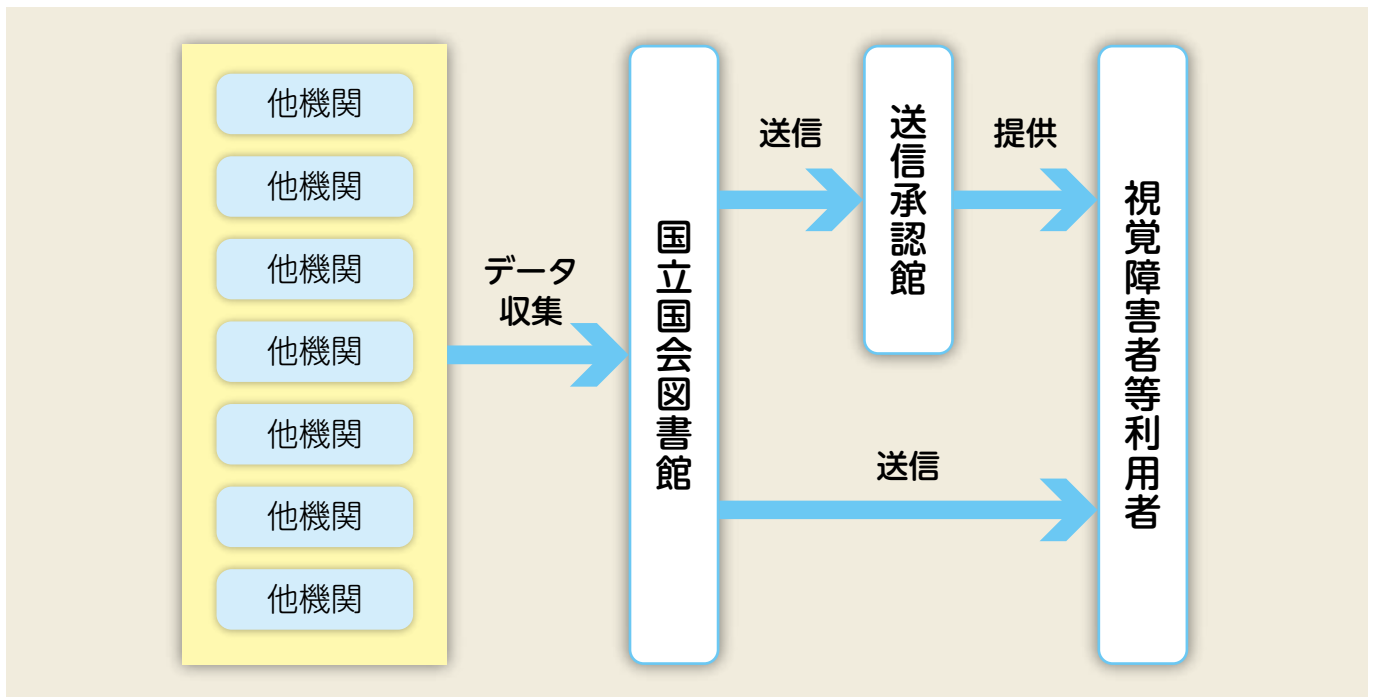 他機関
他機関
他機関
他機関
他機関
他機関
他機関
データ
収集
国立国会図書館
送信
送信承認館
提供
送信
視覚障害者等利用者